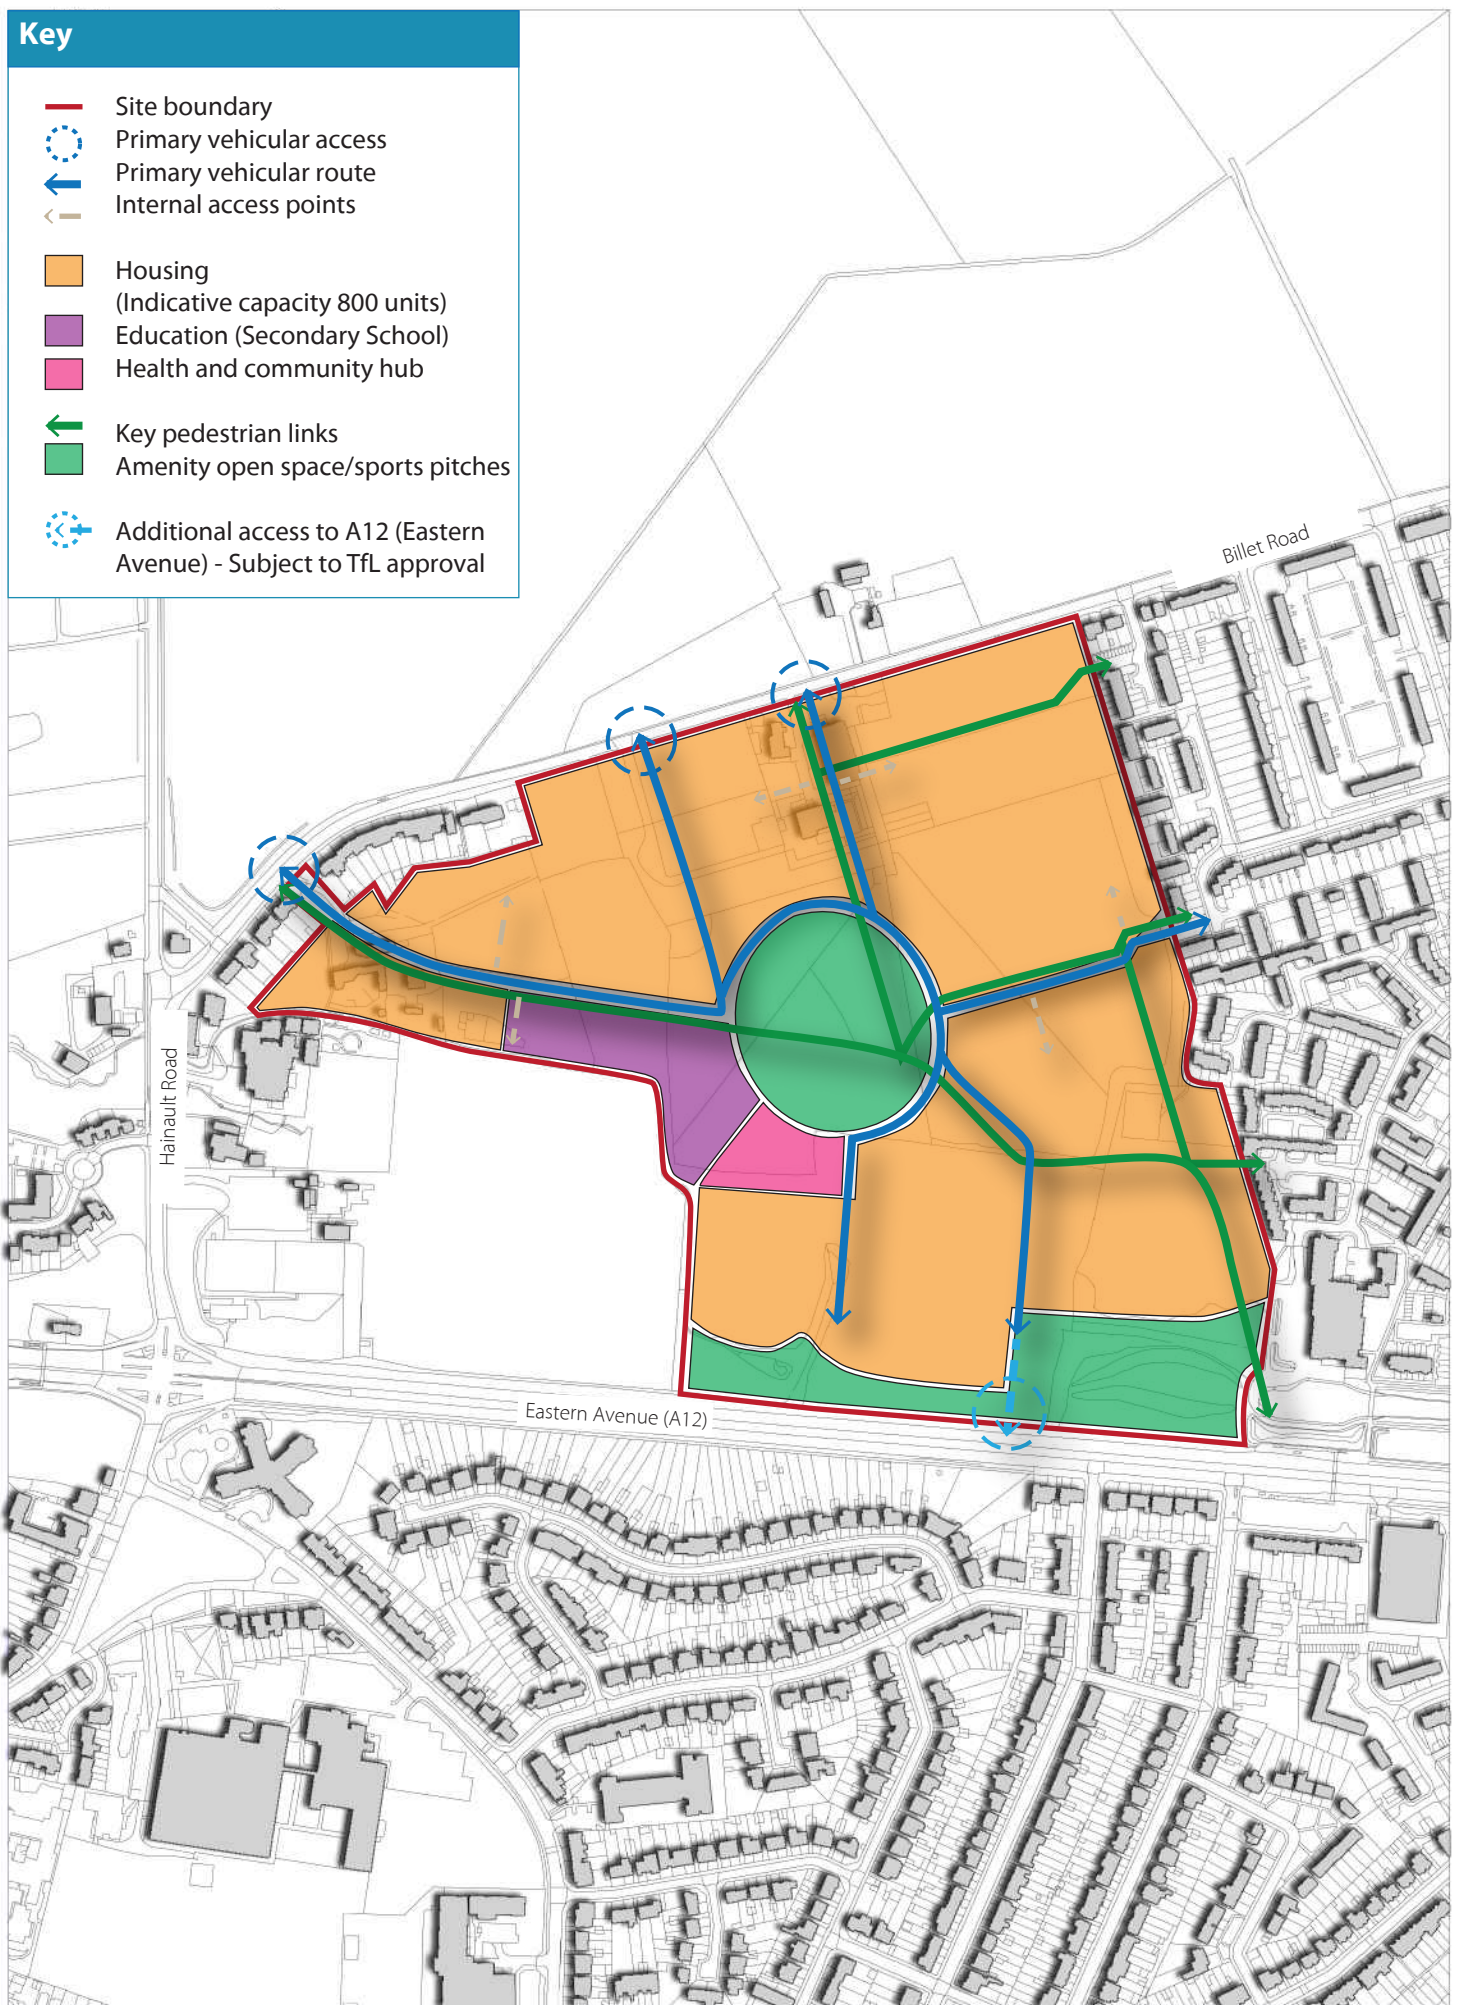 Key
Site boundary
Primary vehicular access
Primary vehicular route
Internal access points
Housing
(Indicative capacity 800 units)
Education (Secondary School)
Health and community hub
Key pedestrian links
Amenity open space/sports pitches
Additional access to A12 (Eastern
Avenue) - Subject to TfL approval
Billet Road
Hainault Road
Eastern Avenue (A12)